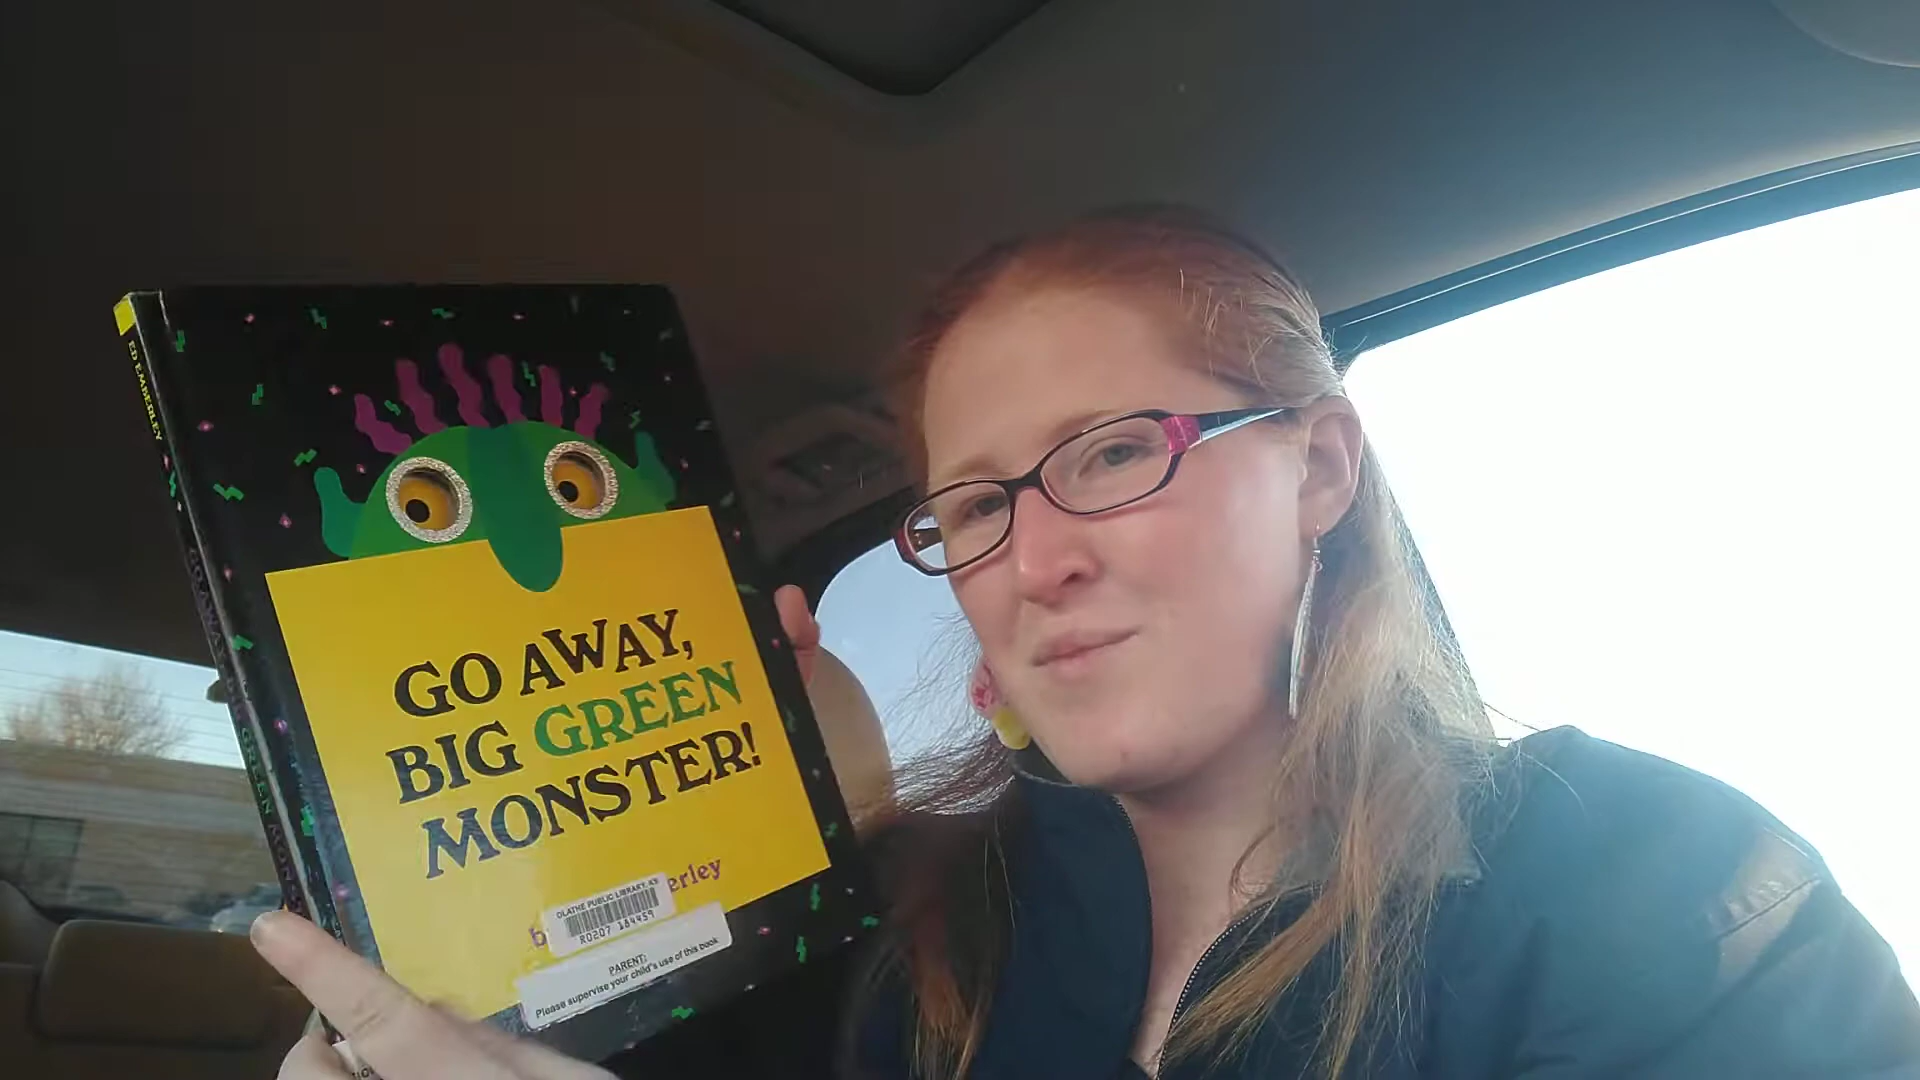 ED EMBERLEY
GO AWAY,
BIG GREEN
MONSTER!
erley
OLATHE PUBLIC LIBRARY, KS
R0207 184459
PARENT:
Please supervise your child's use of this book